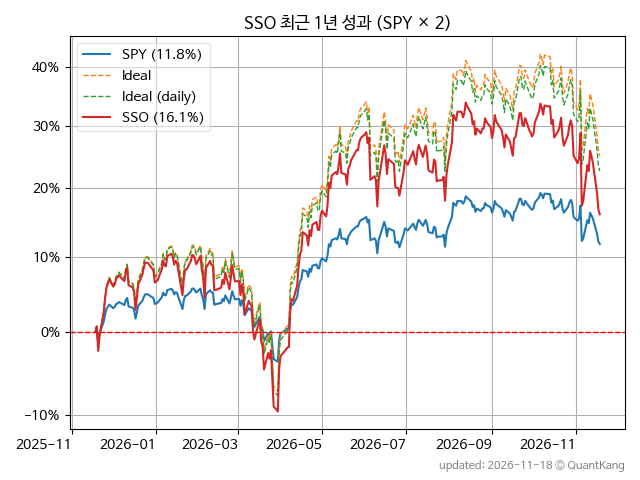 SSO 최근 1년 성과 (SPY × 2)
SPY (11.8%)
Ideal
Ideal (daily)
SSO (16.1%)
40%
30%
20%
10%
0%
−10%
2025−11
2026−01
2026−03
2026−05
2026−07
2026−09
2026−11
updated: 2026-11-18 © QuantKang